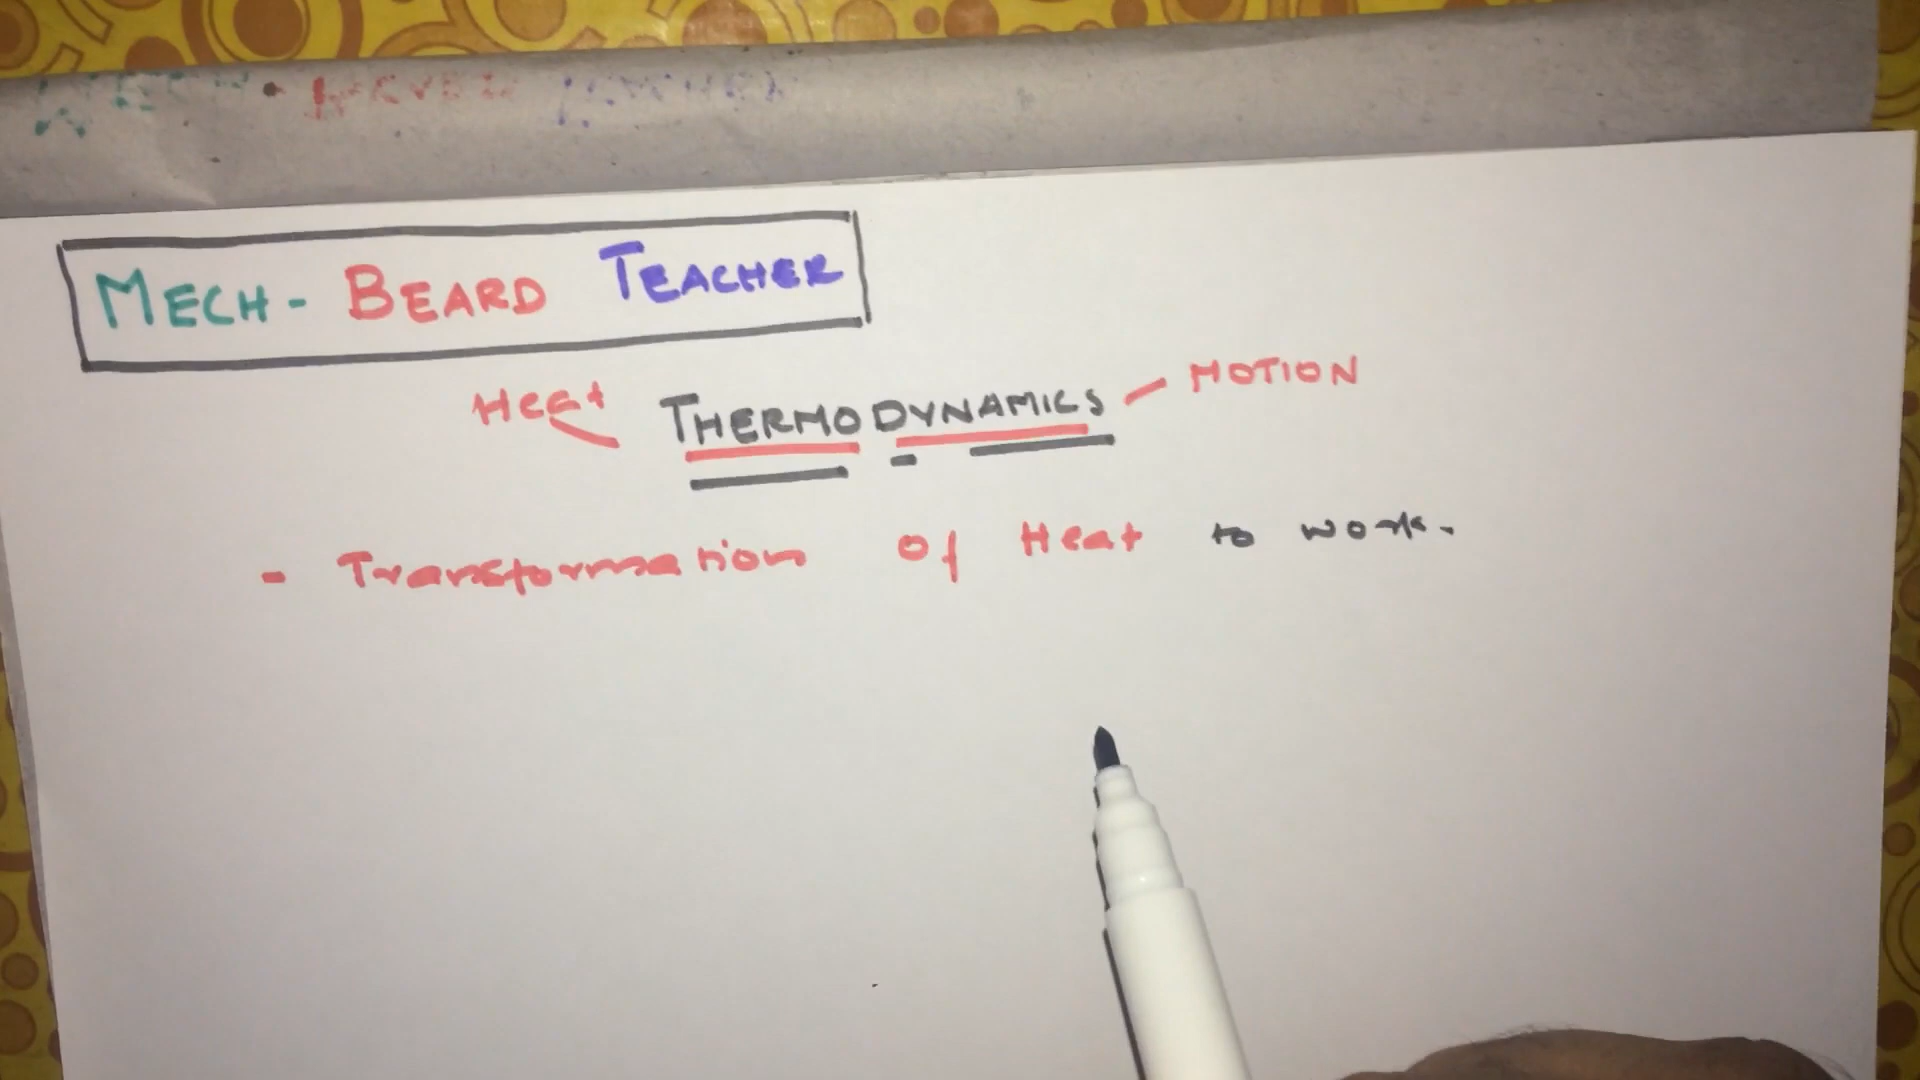 MECH - BEARD TEACHER
Heat THERMODYNAMICS - MOTION
- Transformation of Heat to work.